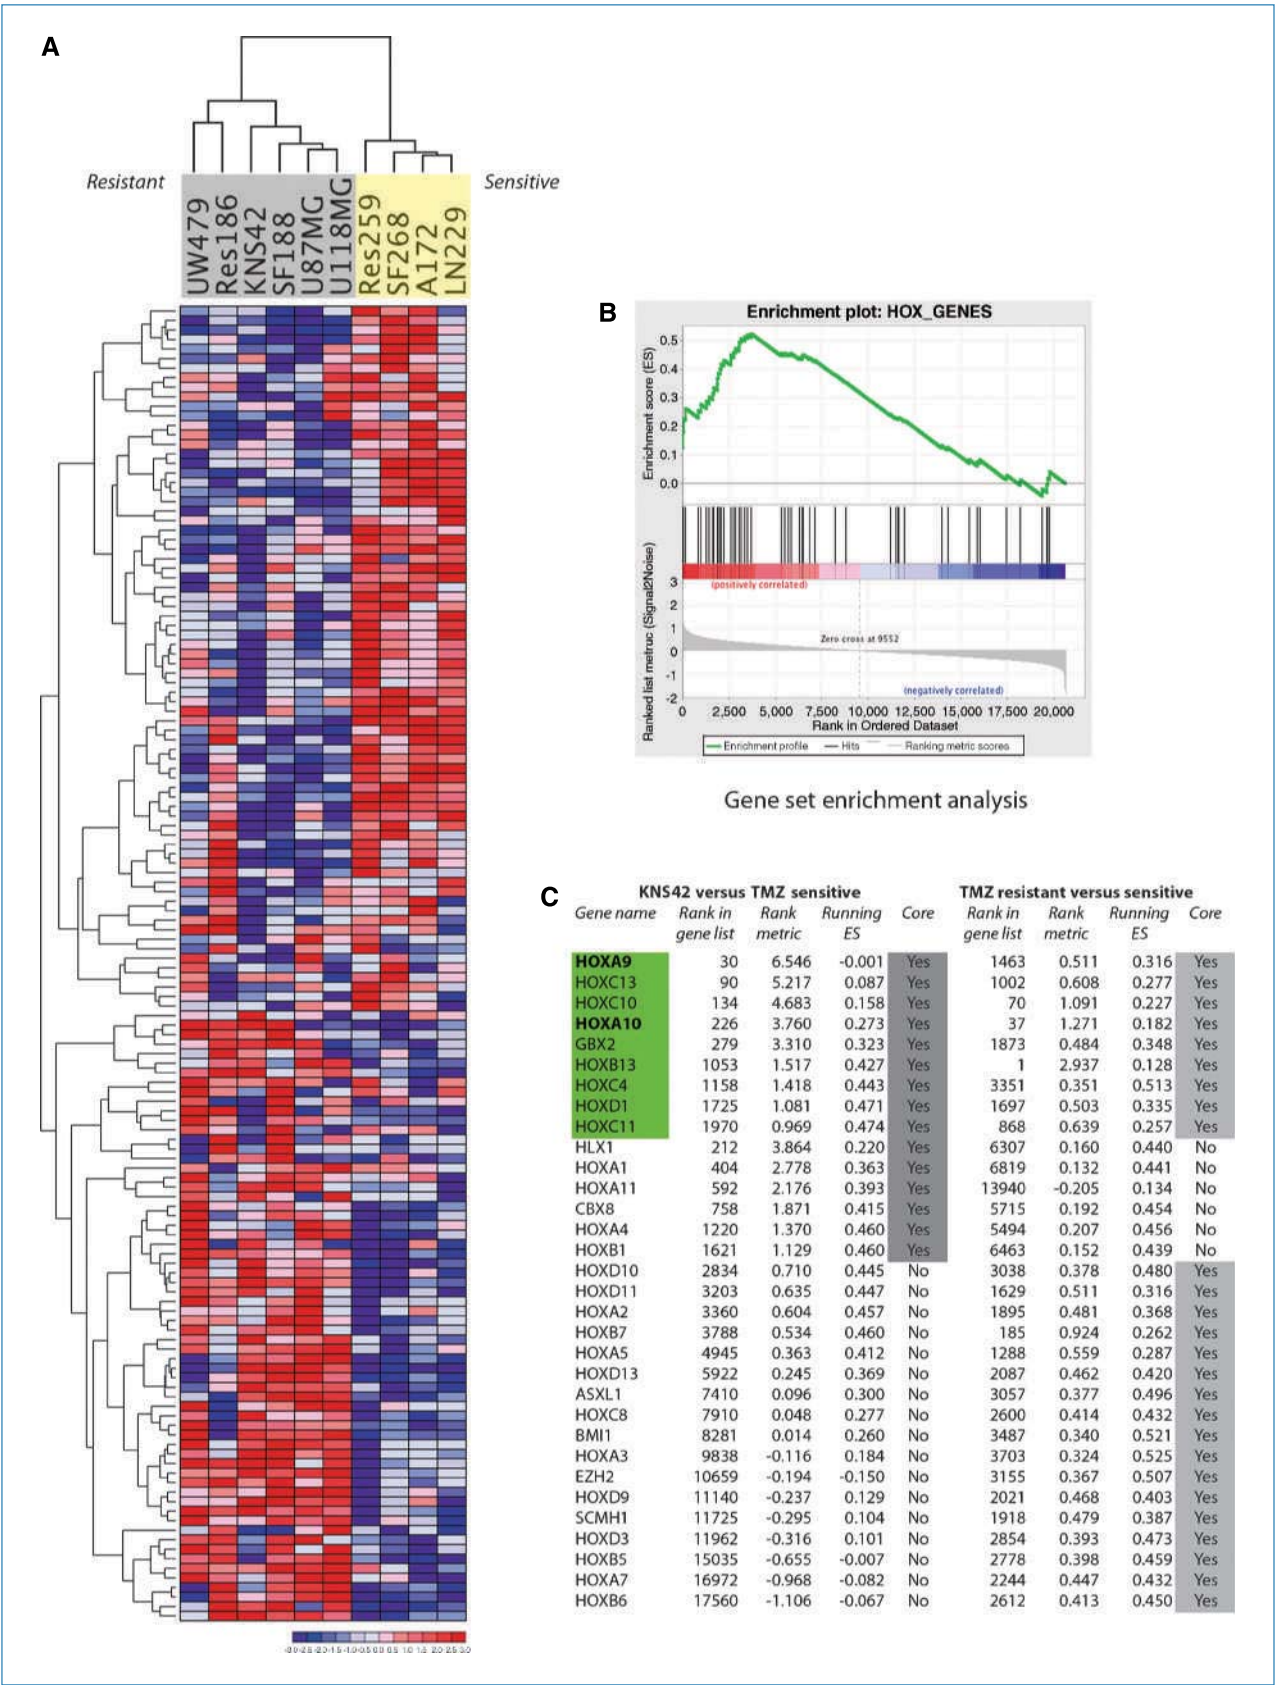 A
Resistant
Sensitive
UW479
Res186
KNS42
SF188
U87MG
U118MG
Res259
SF268
A172
LN229
B
Enrichment plot: HOX_GENES
Enrichment score (ES)
0.5
0.4
0.3
0.2
0.1
0.0
(positively correlated)
Ranked list metruc (Signal2Noise)
3
2
1
0
-1
-2
Zero cross at 9552
(negatively correlated)
0 2,500 5,000 7,500 10,000 12,500 15,000 17,500 20,000
Rank in Ordered Dataset
Enrichment profile Hits Ranking metric scores
Gene set enrichment analysis
C
KNS42 versus TMZ sensitive TMZ resistant versus sensitive
Gene name Rank in Rank Running Core Rank in Rank Running Core
gene list metric ES gene list metric ES
HOXA9 30 6.546 -0.001 Yes 1463 0.511 0.316 Yes
HOXC13 90 5.217 0.087 Yes 1002 0.608 0.277 Yes
HOXC10 134 4.683 0.158 Yes 70 1.091 0.227 Yes
HOXA10 226 3.760 0.273 Yes 37 1.271 0.182 Yes
GBX2 279 3.310 0.323 Yes 1873 0.484 0.348 Yes
HOXB13 1053 1.517 0.427 Yes 1 2.937 0.128 Yes
HOXC4 1158 1.418 0.443 Yes 3351 0.351 0.513 Yes
HOXD1 1725 1.081 0.471 Yes 1697 0.503 0.335 Yes
HOXC11 1970 0.969 0.474 Yes 868 0.639 0.257 Yes
HLX1 212 3.864 0.220 Yes 6307 0.160 0.440 No
HOXA1 404 2.778 0.363 Yes 6819 0.132 0.441 No
HOXA11 592 2.176 0.393 Yes 13940 -0.205 0.134 No
CBX8 758 1.871 0.415 Yes 5715 0.192 0.454 No
HOXA4 1220 1.370 0.460 Yes 5494 0.207 0.456 No
HOXB1 1621 1.129 0.460 Yes 6463 0.152 0.439 No
HOXD10 2834 0.710 0.445 No 3038 0.378 0.480 Yes
HOXD11 3203 0.635 0.447 No 1629 0.511 0.316 Yes
HOXA2 3360 0.604 0.457 No 1895 0.481 0.368 Yes
HOXB7 3788 0.534 0.460 No 185 0.924 0.262 Yes
HOXA5 4945 0.363 0.412 No 1288 0.559 0.287 Yes
HOXD13 5922 0.245 0.369 No 2087 0.462 0.420 Yes
ASXL1 7410 0.096 0.300 No 3057 0.377 0.496 Yes
HOXC8 7910 0.048 0.277 No 2600 0.414 0.432 Yes
BMI1 8281 0.014 0.260 No 3487 0.340 0.521 Yes
HOXA3 9838 -0.116 0.184 No 3703 0.324 0.525 Yes
EZH2 10659 -0.194 -0.150 No 3155 0.367 0.507 Yes
HOXD9 11140 -0.237 0.129 No 2021 0.468 0.403 Yes
SCMH1 11725 -0.295 0.104 No 1918 0.479 0.387 Yes
HOXD3 11962 -0.316 0.101 No 2854 0.393 0.473 Yes
HOXB5 15035 -0.655 -0.007 No 2778 0.398 0.459 Yes
HOXA7 16972 -0.968 -0.082 No 2244 0.447 0.432 Yes
HOXB6 17560 -1.106 -0.067 No 2612 0.413 0.450 Yes